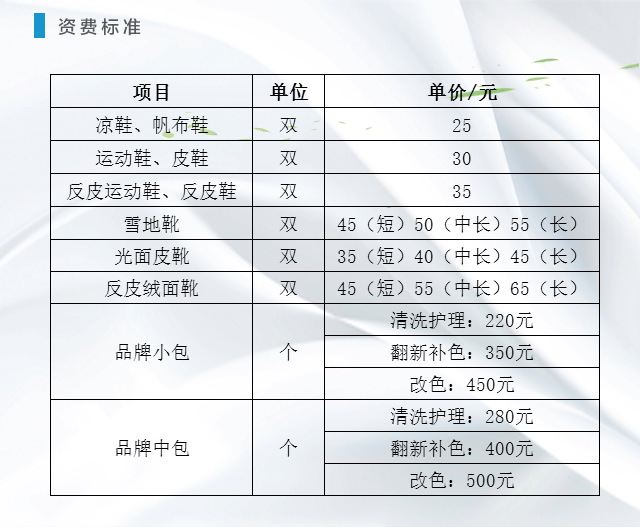 资费标准
项目 单位 单价/元
凉鞋、帆布鞋 双 25
运动鞋、皮鞋 双 30
反皮运动鞋、反皮鞋 双 35
雪地靴 双 45（短）50（中长）55（长）
光面皮靴 双 35（短）40（中长）45（长）
反皮绒面靴 双 45（短）55（中长）65（长）
品牌小包 个 清洗护理：220元
翻新补色：350元
改色：450元
品牌中包 个 清洗护理：280元
翻新补色：400元
改色：500元